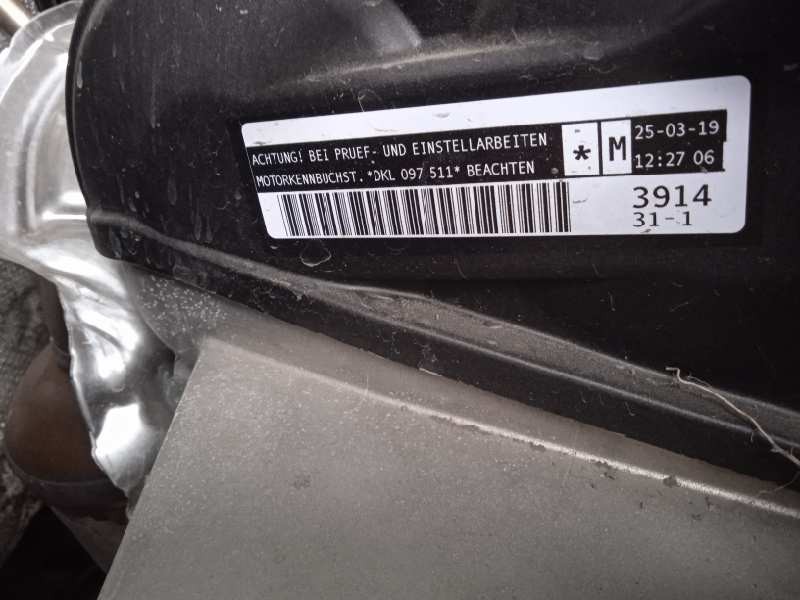 ACHTUNG! BEI PRUEF- UND EINSTELLARBEITEN
MOTORKENNBUCHST. *DKL 097 511* BEACHTEN
* M
25-03-19
12:27 06
3914
31-1